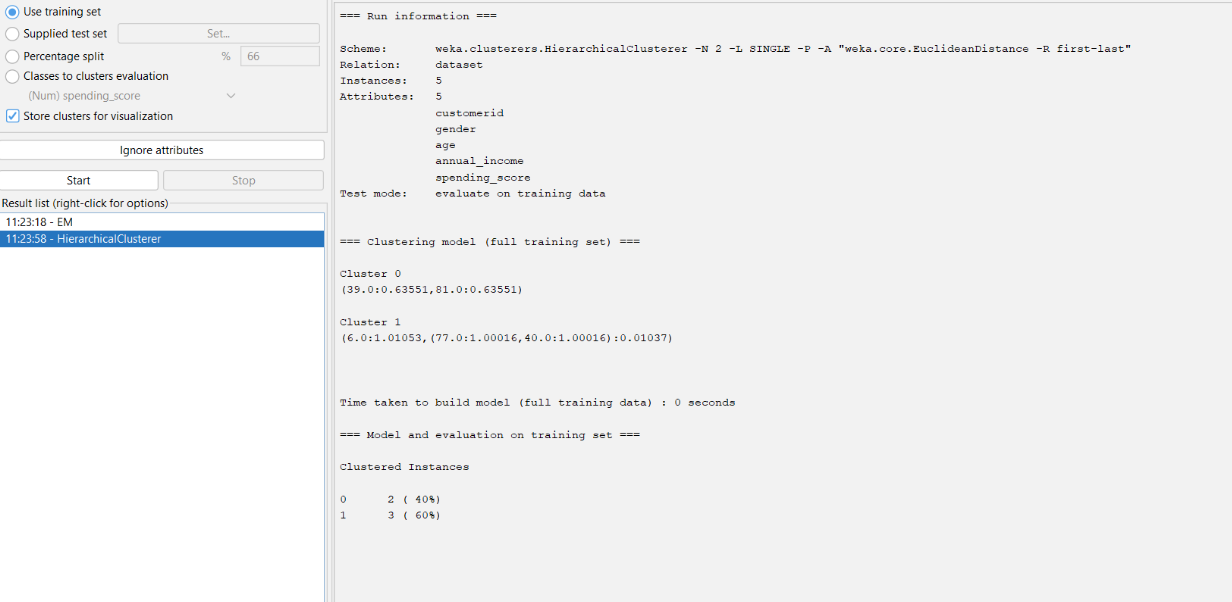 Use training set
Supplied test set
Set...
Percentage split
% 66
Classes to clusters evaluation
(Num) spending_score
Store clusters for visualization
Ignore attributes
Start
Stop
Result list (right-click for options)
11:23:18 - EM
11:23:58 - HierarchicalClusterer
=== Run information ===
Scheme: weka.clusterers.HierarchicalClusterer -N 2 -L SINGLE -P -A "weka.core.EuclideanDistance -R first-last"
Relation: dataset
Instances: 5
Attributes: 5
customerid
gender
age
annual_income
spending_score
Test mode: evaluate on training data
=== Clustering model (full training set) ===
Cluster 0
(39.0:0.63551,81.0:0.63551)
Cluster 1
(6.0:1.01053,(77.0:1.00016,40.0:1.00016):0.01037)
Time taken to build model (full training data) : 0 seconds
=== Model and evaluation on training set ===
Clustered Instances
0 2 ( 40%)
1 3 ( 60%)